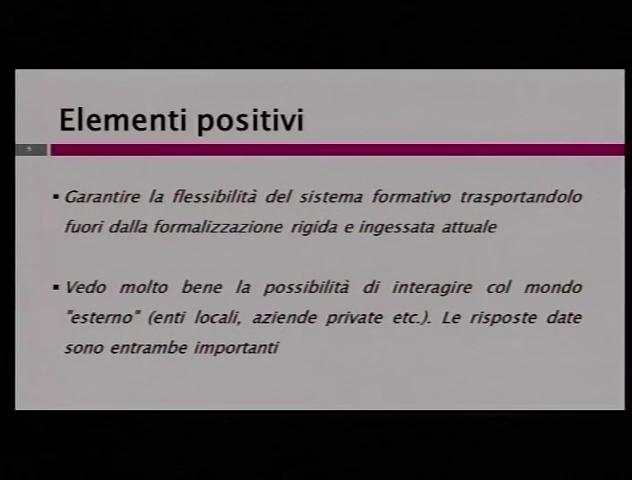 Elementi positivi
▪ Garantire la flessibilità del sistema formativo trasportandolo
fuori dalla formalizzazione rigida e ingessata attuale
▪ Vedo molto bene la possibilità di interagire col mondo
"esterno" (enti locali, aziende private etc.). Le risposte date
sono entrambe importanti